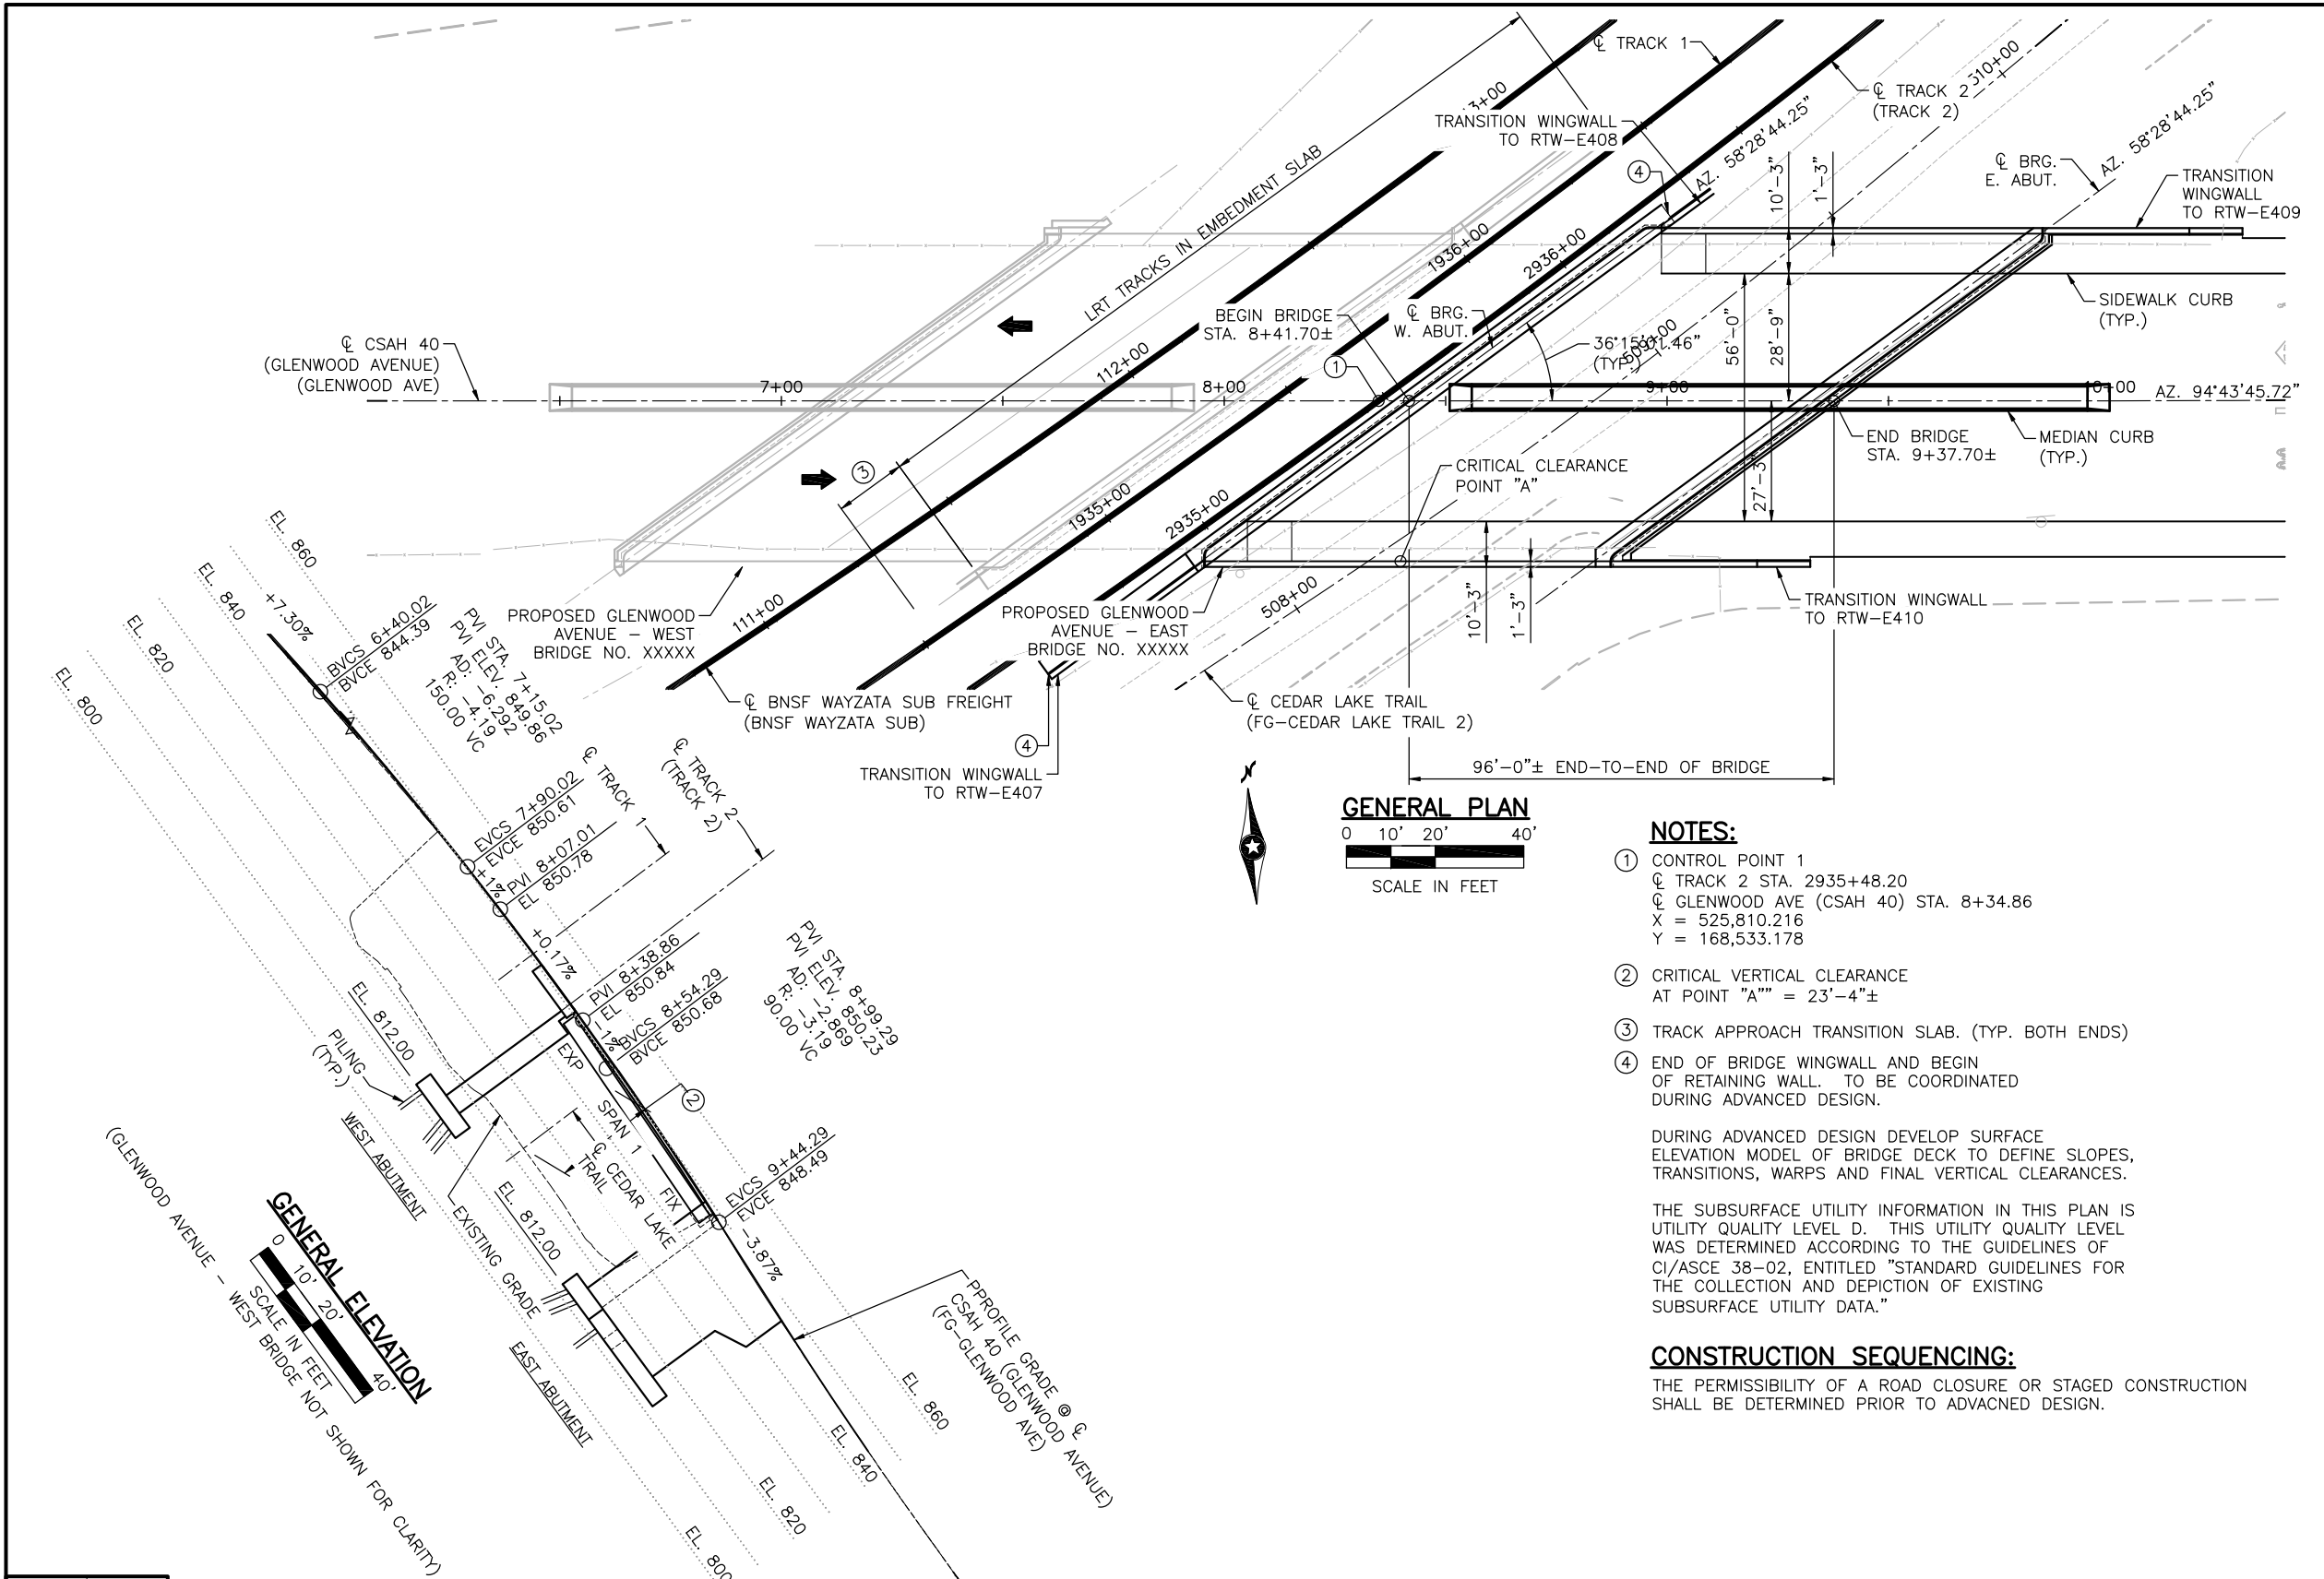 ℄ TRACK 1
℄ TRACK 2
(TRACK 2)
TRANSITION WINGWALL
TO RTW-E408
④
AZ. 58°28'44.25"
10'-3"
1'-3"
℄ BRG.
E. ABUT.
AZ. 58°28'44.25"
TRANSITION
WINGWALL
TO RTW-E409
LRT TRACKS IN EMBEDMENT SLAB
1936+00
2936+00
BEGIN BRIDGE
STA. 8+41.70±
℄ BRG.
W. ABUT.
(TYP.)
56'-0"
28'-9"
SIDEWALK CURB
(TYP.)
℄ CSAH 40
(GLENWOOD AVENUE)
(GLENWOOD AVE)
7+00
112+00
8+00
①
9+00
10+00
AZ. 94°43'45.72"
END BRIDGE
STA. 9+37.70±
MEDIAN CURB
(TYP.)
27'-3"
③
CRITICAL CLEARANCE
POINT "A"
1935+00
2935+00
111+00
508+00
10'-3"
1'-3"
PROPOSED GLENWOOD
AVENUE - WEST
BRIDGE NO. XXXXX
PROPOSED GLENWOOD
AVENUE - EAST
BRIDGE NO. XXXXX
TRANSITION WINGWALL
TO RTW-E410
℄ BNSF WAYZATA SUB FREIGHT
(BNSF WAYZATA SUB)
℄ CEDAR LAKE TRAIL
(FG-CEDAR LAKE TRAIL 2)
④
TRANSITION WINGWALL
TO RTW-E407
96'-0"± END-TO-END OF BRIDGE
N
GENERAL PLAN
0 10' 20' 40'
SCALE IN FEET
EL. 860
EL. 840
EL. 820
EL. 800
+7.30%
BVCS 6+40.02
BVCE 844.39
PVI STA. 7+15.02
PVI ELEV. 849.86
AD: -6.292
R: -4.19
150.00 VC
EVCS 7+90.02
EVCE 850.61
+1%
PVI 8+07.01
EL 850.78
℄ TRACK 1
℄ TRACK 2
(TRACK 2)
+0.17%
PVI 8+38.86
EL 850.84
-1%
BVCS 8+54.29
BVCE 850.68
PVI STA. 8+99.29
PVI ELEV. 850.23
AD: -2.869
R: -3.19
90.00 VC
EL. 812.00
PILING
(TYP.)
EXP
SPAN 1
②
℄ CEDAR LAKE
TRAIL
FIX
EVCS 9+44.29
EVCE 848.49
-3.87%
WEST ABUTMENT
EL. 812.00
EXISTING GRADE
EAST ABUTMENT
PPROFILE GRADE @ ℄
CSAH 40 (GLENWOOD AVENUE)
(FG-GLENWOOD AVE)
EL. 860
EL. 840
EL. 820
EL. 800
GENERAL ELEVATION
0 10' 20' 40'
SCALE IN FEET
(GLENWOOD AVENUE - WEST BRIDGE NOT SHOWN FOR CLARITY)
NOTES:
① CONTROL POINT 1
℄ TRACK 2 STA. 2935+48.20
℄ GLENWOOD AVE (CSAH 40) STA. 8+34.86
X = 525,810.216
Y = 168,533.178
② CRITICAL VERTICAL CLEARANCE
AT POINT "A"" = 23'-4"±
③ TRACK APPROACH TRANSITION SLAB. (TYP. BOTH ENDS)
④ END OF BRIDGE WINGWALL AND BEGIN
OF RETAINING WALL. TO BE COORDINATED
DURING ADVANCED DESIGN.
DURING ADVANCED DESIGN DEVELOP SURFACE
ELEVATION MODEL OF BRIDGE DECK TO DEFINE SLOPES,
TRANSITIONS, WARPS AND FINAL VERTICAL CLEARANCES.
THE SUBSURFACE UTILITY INFORMATION IN THIS PLAN IS
UTILITY QUALITY LEVEL D. THIS UTILITY QUALITY LEVEL
WAS DETERMINED ACCORDING TO THE GUIDELINES OF
CI/ASCE 38-02, ENTITLED "STANDARD GUIDELINES FOR
THE COLLECTION AND DEPICTION OF EXISTING
SUBSURFACE UTILITY DATA."
CONSTRUCTION SEQUENCING:
THE PERMISSIBILITY OF A ROAD CLOSURE OR STAGED CONSTRUCTION
SHALL BE DETERMINED PRIOR TO ADVACNED DESIGN.